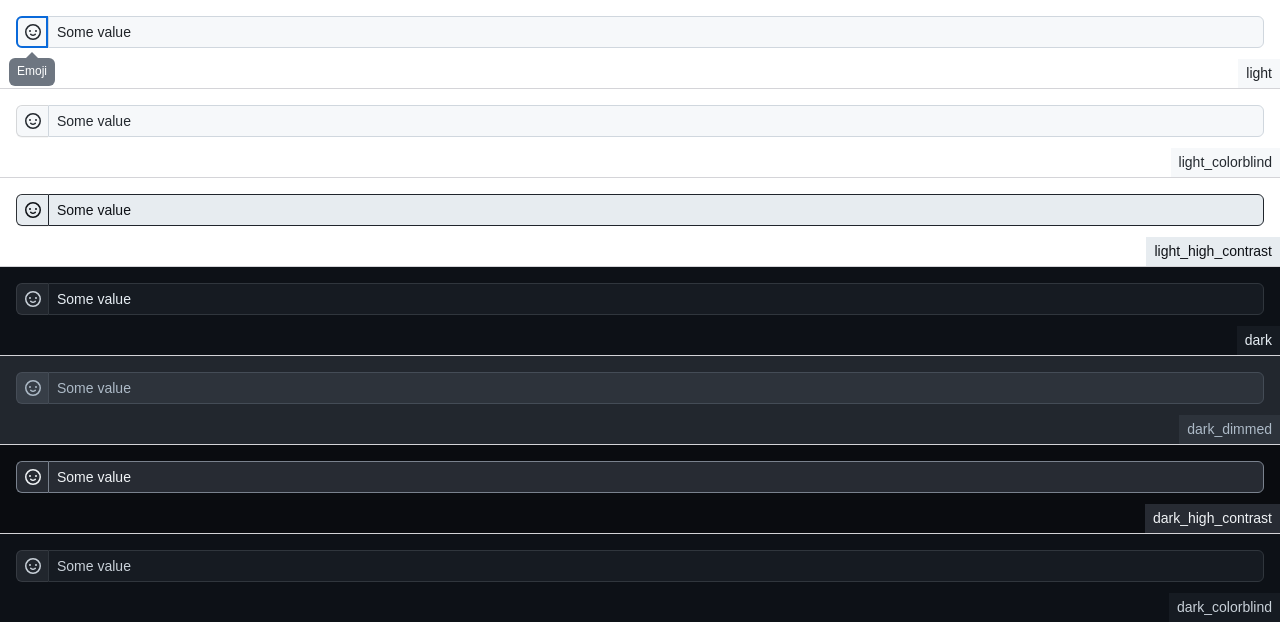 Some value
Emoji
light
Some value
light_colorblind
Some value
light_high_contrast
Some value
dark
Some value
dark_dimmed
Some value
dark_high_contrast
Some value
dark_colorblind